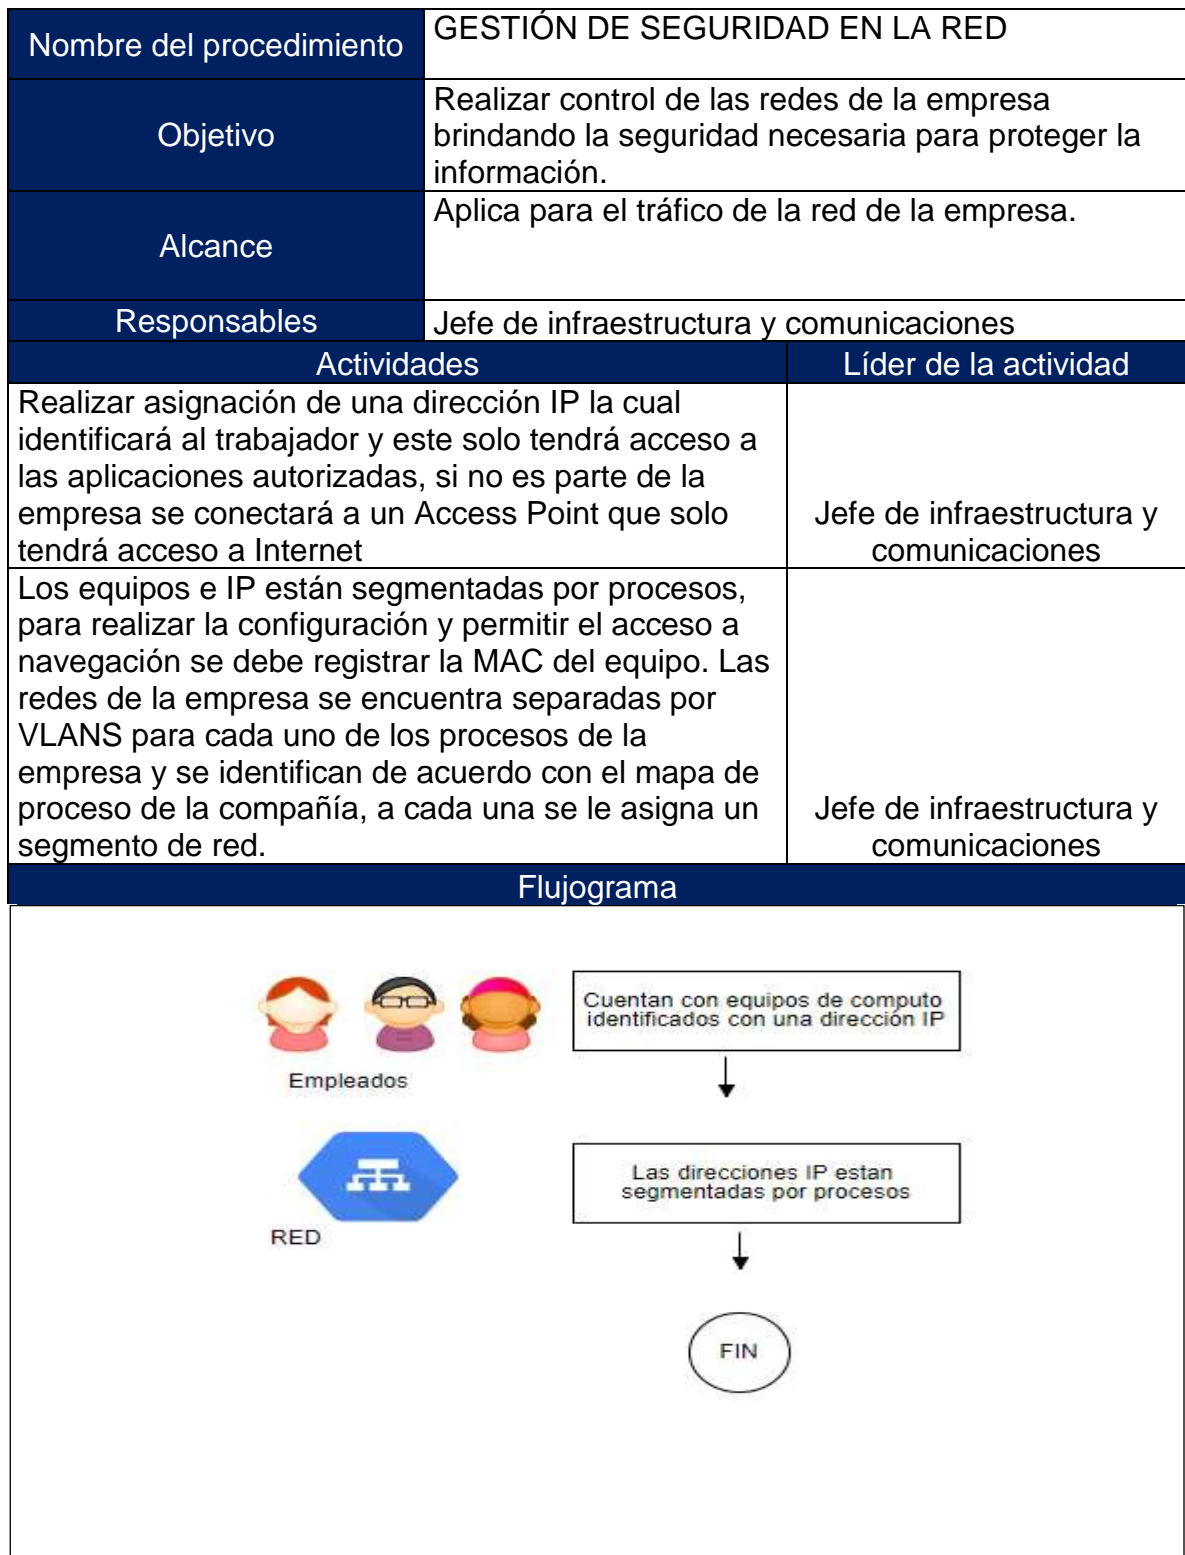 Nombre del procedimiento
GESTIÓN DE SEGURIDAD EN LA RED
Objetivo
Realizar control de las redes de la empresa
brindando la seguridad necesaria para proteger la
información.
Alcance
Aplica para el tráfico de la red de la empresa.
Responsables
Jefe de infraestructura y comunicaciones
Actividades
Líder de la actividad
Realizar asignación de una dirección IP la cual
identificará al trabajador y este solo tendrá acceso a
las aplicaciones autorizadas, si no es parte de la
empresa se conectará a un Access Point que solo
tendrá acceso a Internet
Jefe de infraestructura y
comunicaciones
Los equipos e IP están segmentadas por procesos,
para realizar la configuración y permitir el acceso a
navegación se debe registrar la MAC del equipo. Las
redes de la empresa se encuentra separadas por
VLANS para cada uno de los procesos de la
empresa y se identifican de acuerdo con el mapa de
proceso de la compañía, a cada una se le asigna un
segmento de red.
Jefe de infraestructura y
comunicaciones
Flujograma
Cuentan con equipos de computo
identificados con una dirección IP
Empleados
Las direcciones IP estan
segmentadas por procesos
RED
FIN